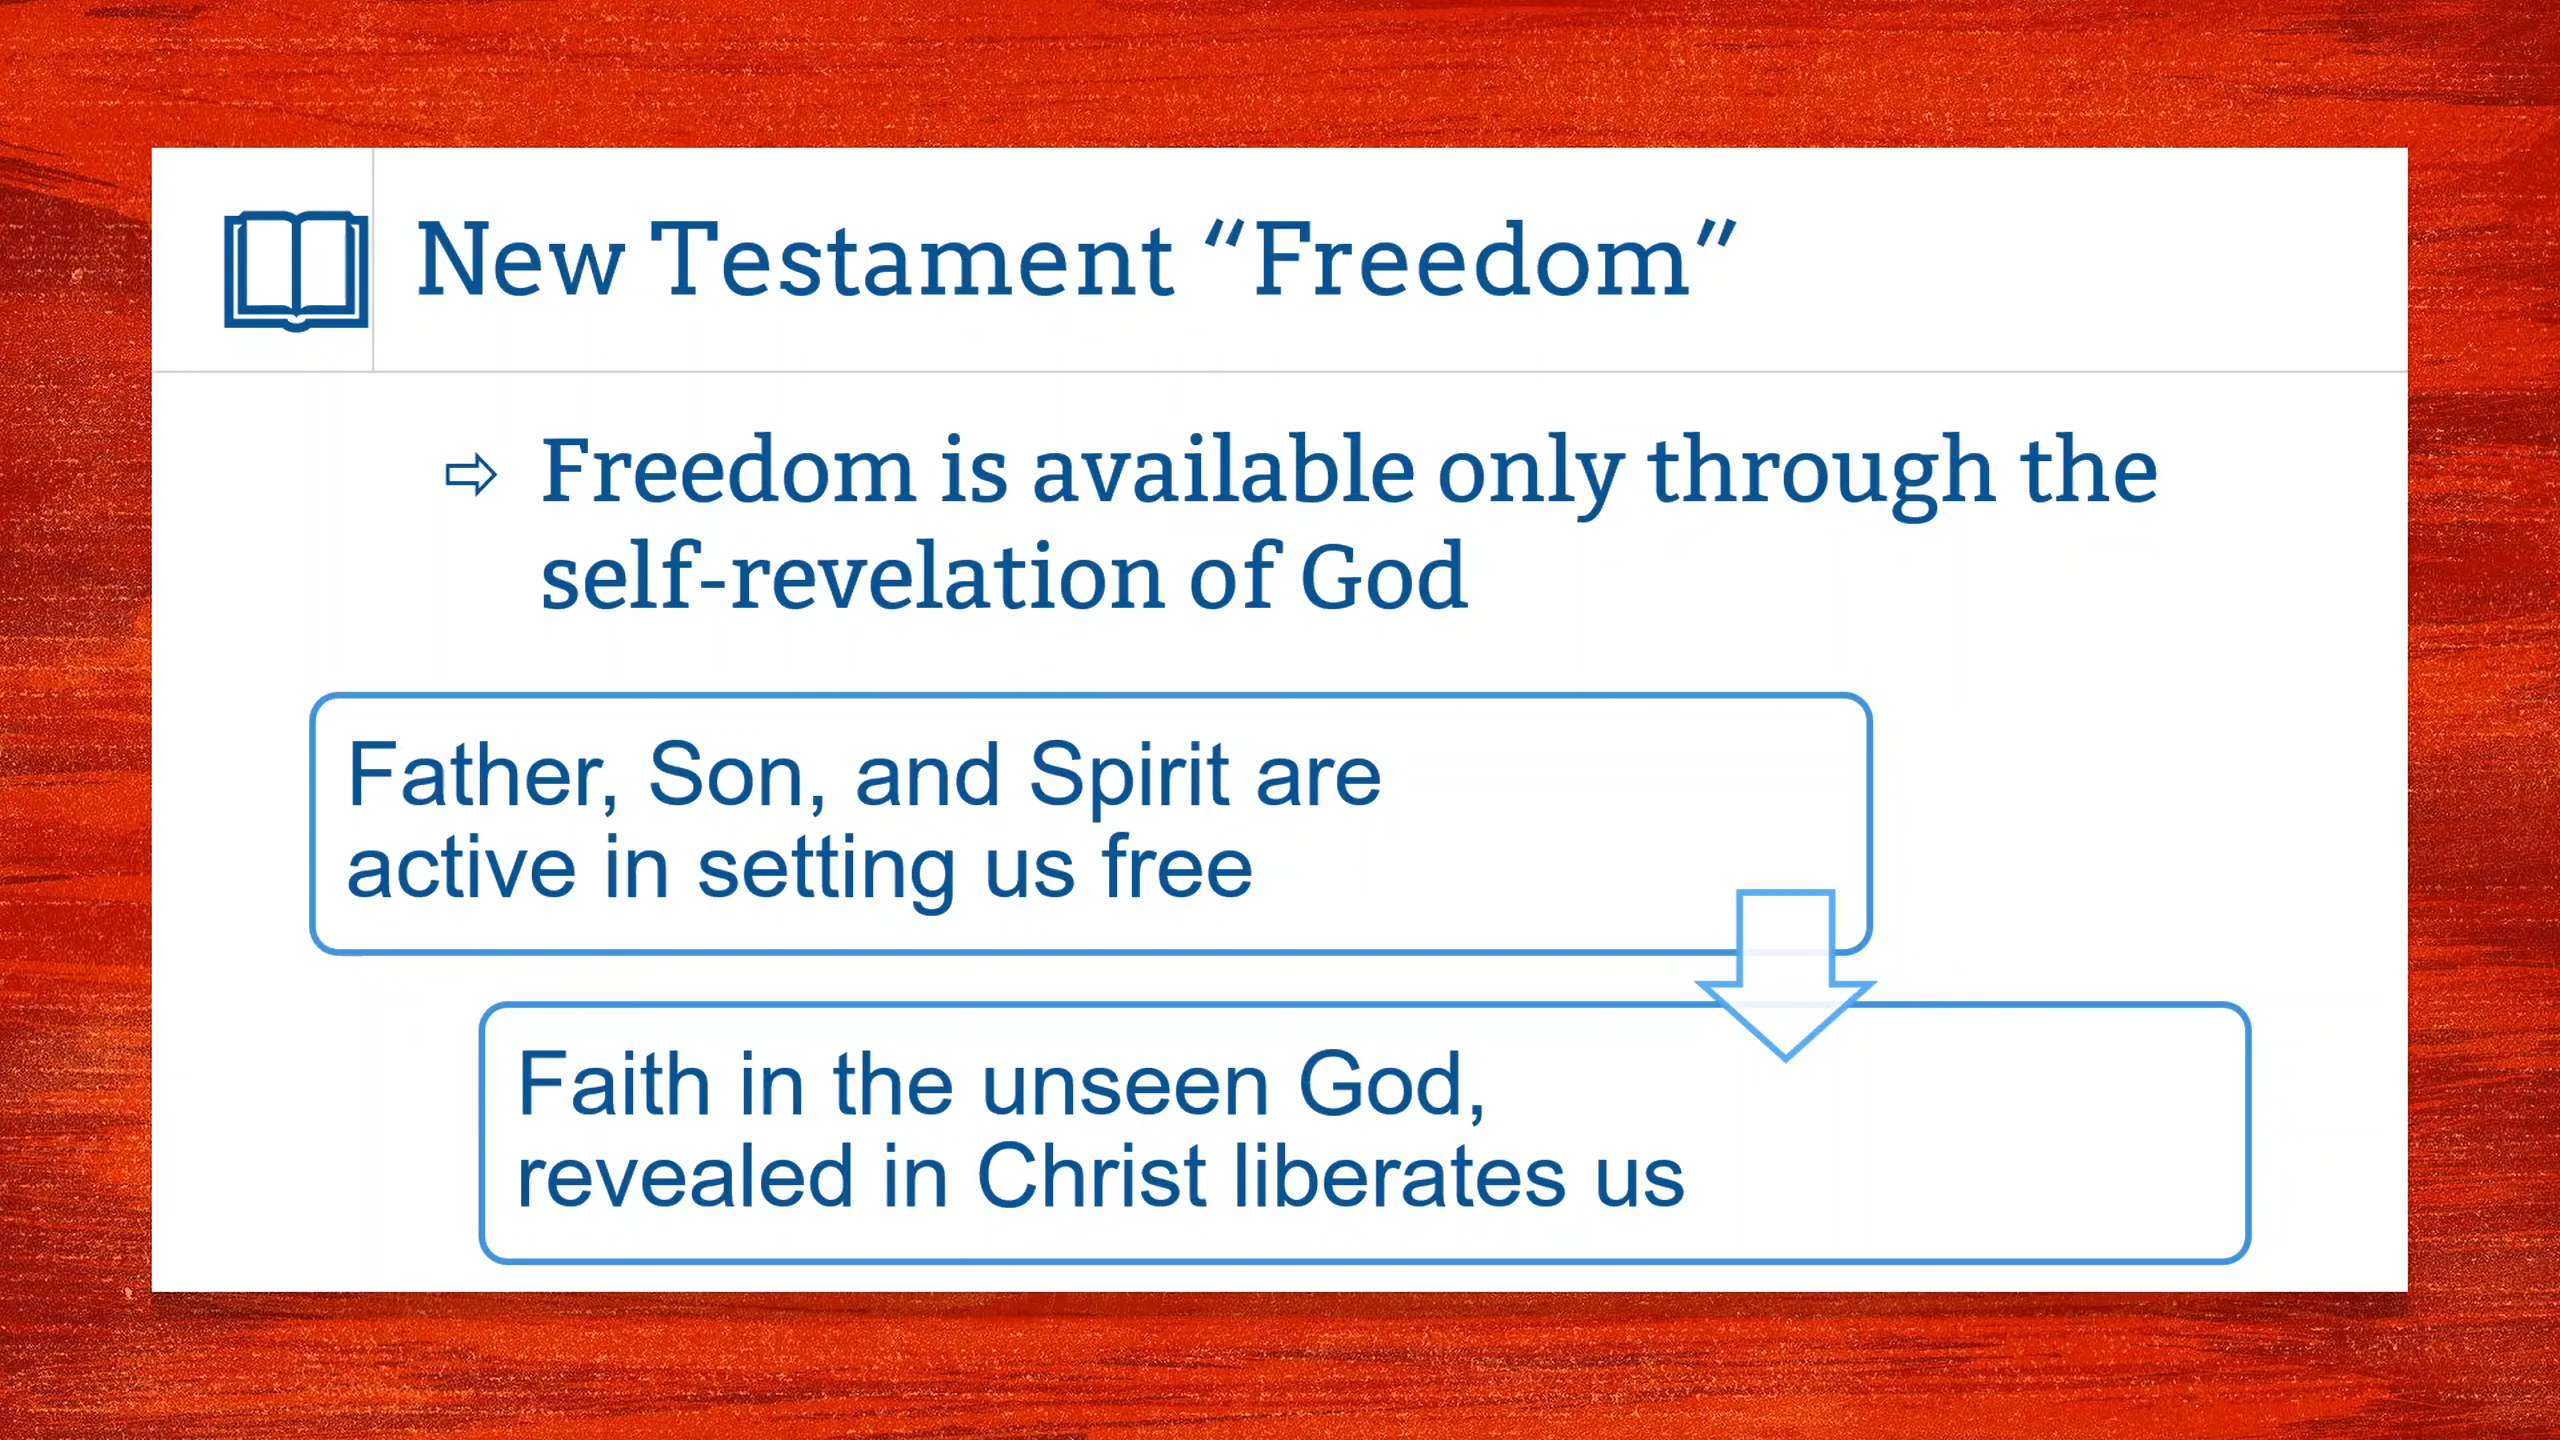 New Testament “Freedom”
⇨ Freedom is available only through the
self-revelation of God
Father, Son, and Spirit are
active in setting us free
Faith in the unseen God,
revealed in Christ liberates us